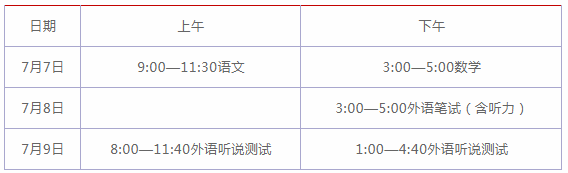 日期 上午 下午
7月7日 9:00—11:30语文 3:00—5:00数学
7月8日 3:00—5:00外语笔试（含听力）
7月9日 8:00—11:40外语听说测试 1:00—4:40外语听说测试